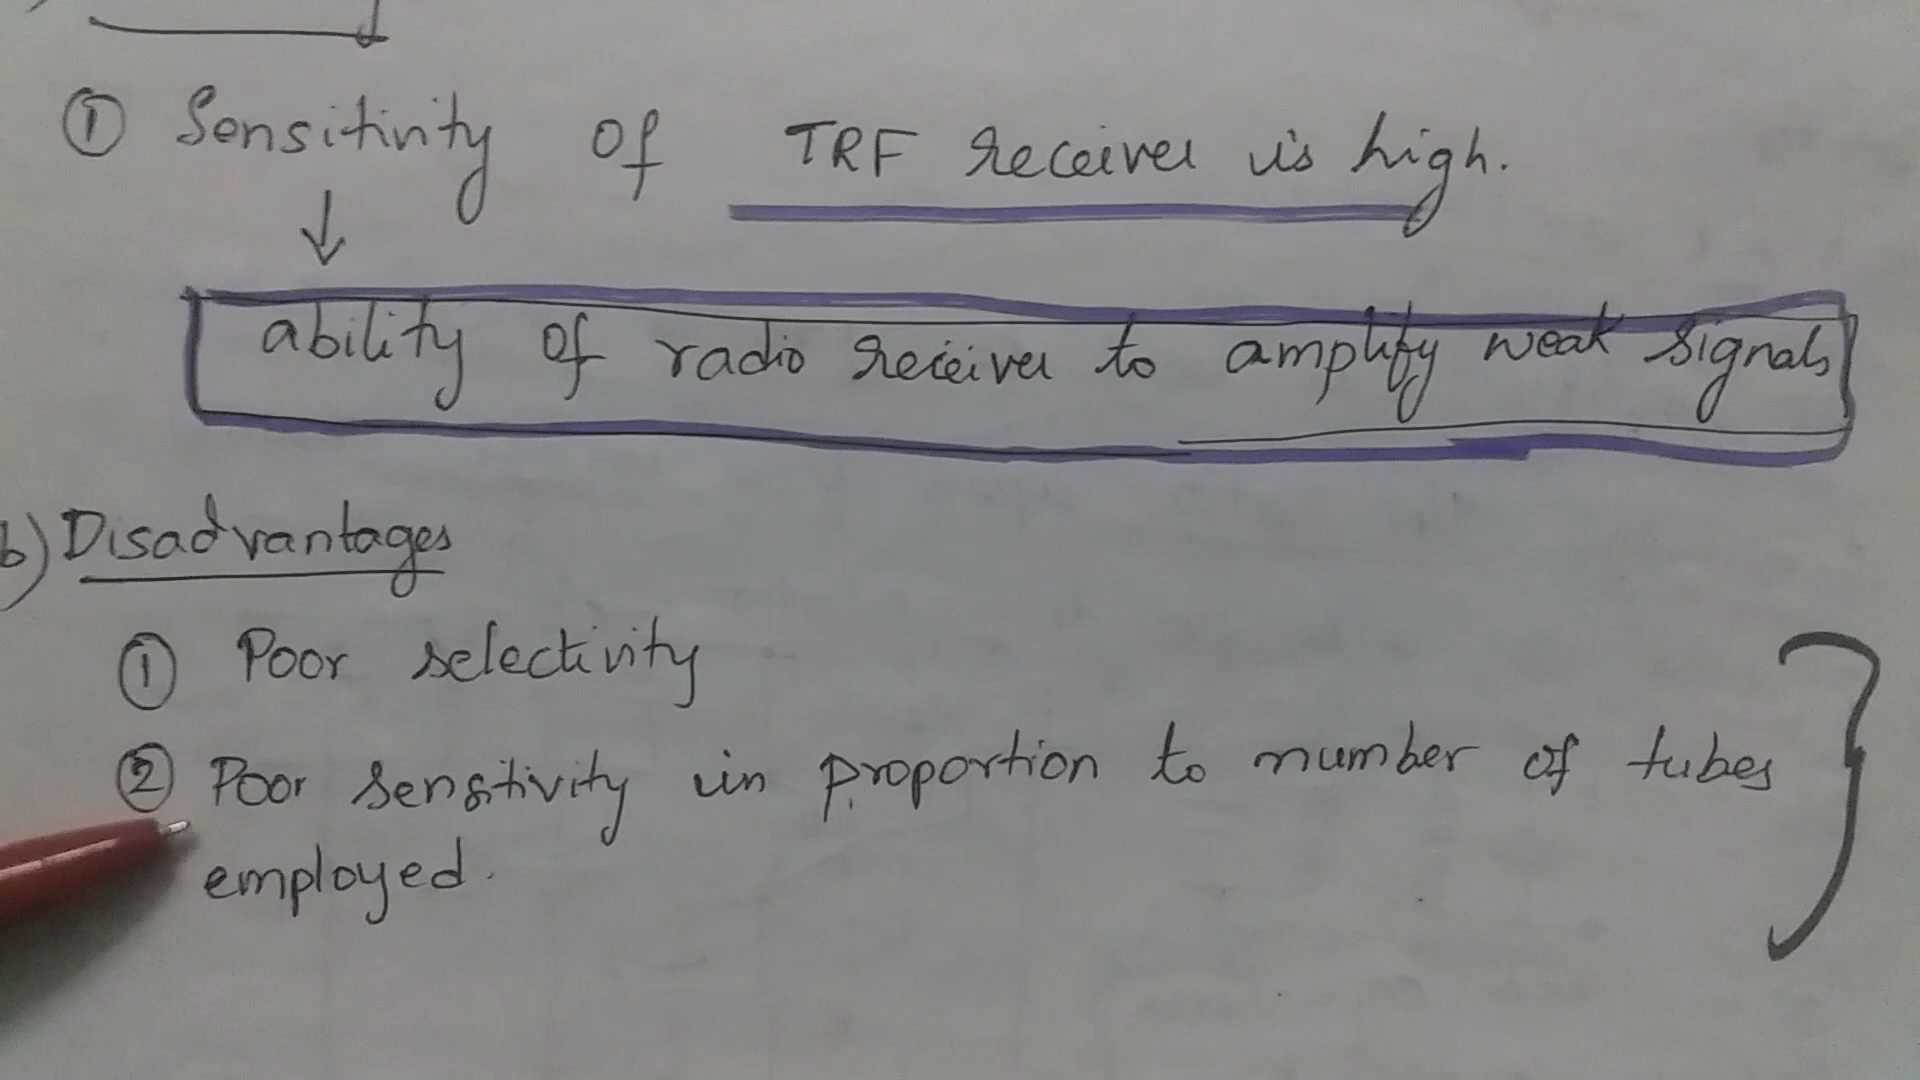 ① Sensitivity of TRF receiver is high.
ability of radio receiver to amplify weak signals
b) Disadvantages
① Poor selectivity
② Poor sensitivity in proportion to number of tubes
employed.